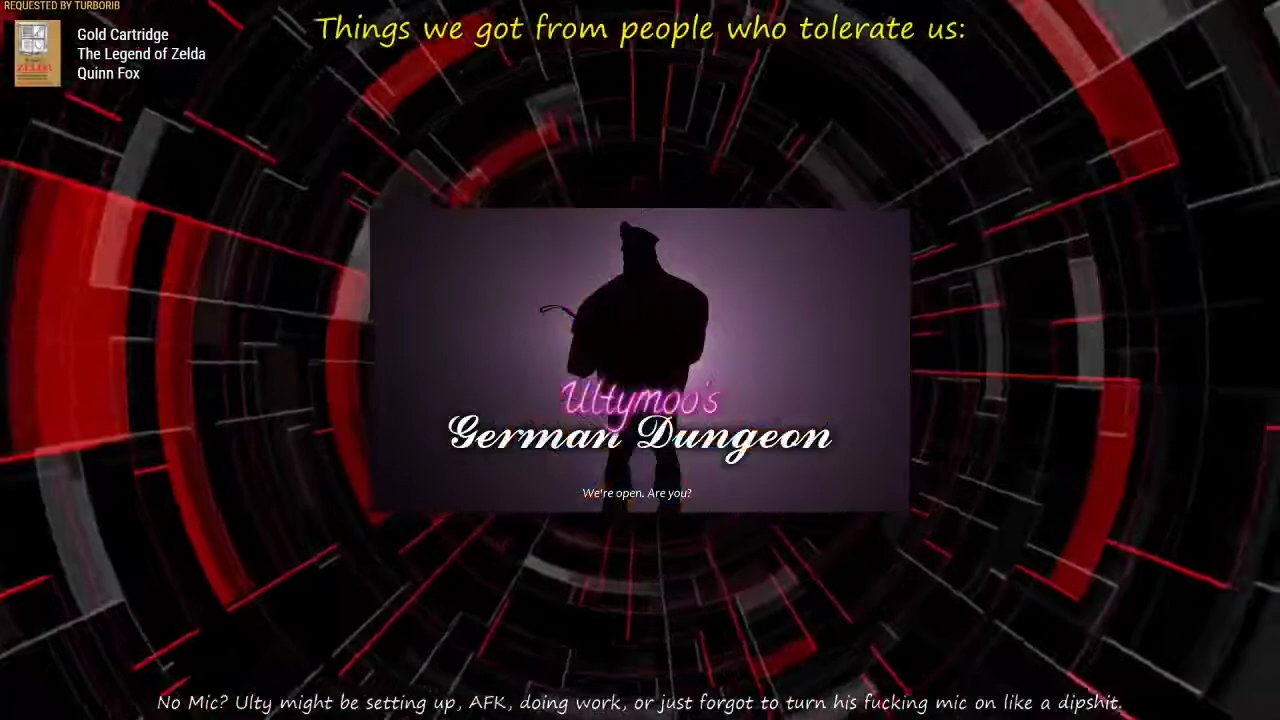 REQUESTED BY TURBORIB
Gold Cartridge
The Legend of Zelda
Quinn Fox
Things we got from people who tolerate us:
Ultymoo's
German Dungeon
We're open. Are you?
No Mic? Ulty might be setting up, AFK, doing work, or just forgot to turn his fucking mic on like a dipshit.